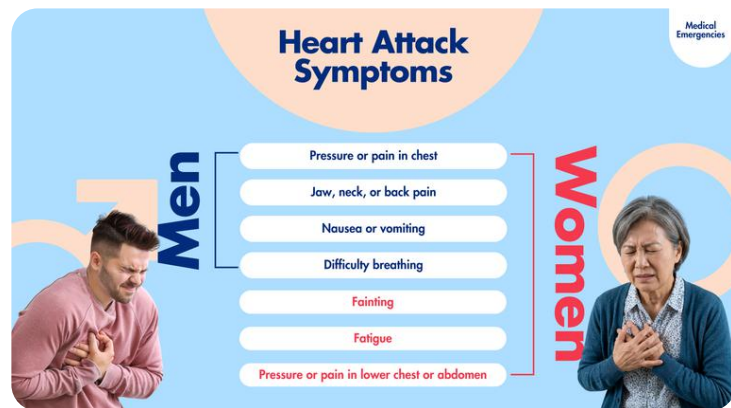 Medical
Emergencies
Heart Attack
Symptoms
Men
Women
Pressure or pain in chest
Jaw, neck, or back pain
Nausea or vomiting
Difficulty breathing
Fainting
Fatigue
Pressure or pain in lower chest or abdomen